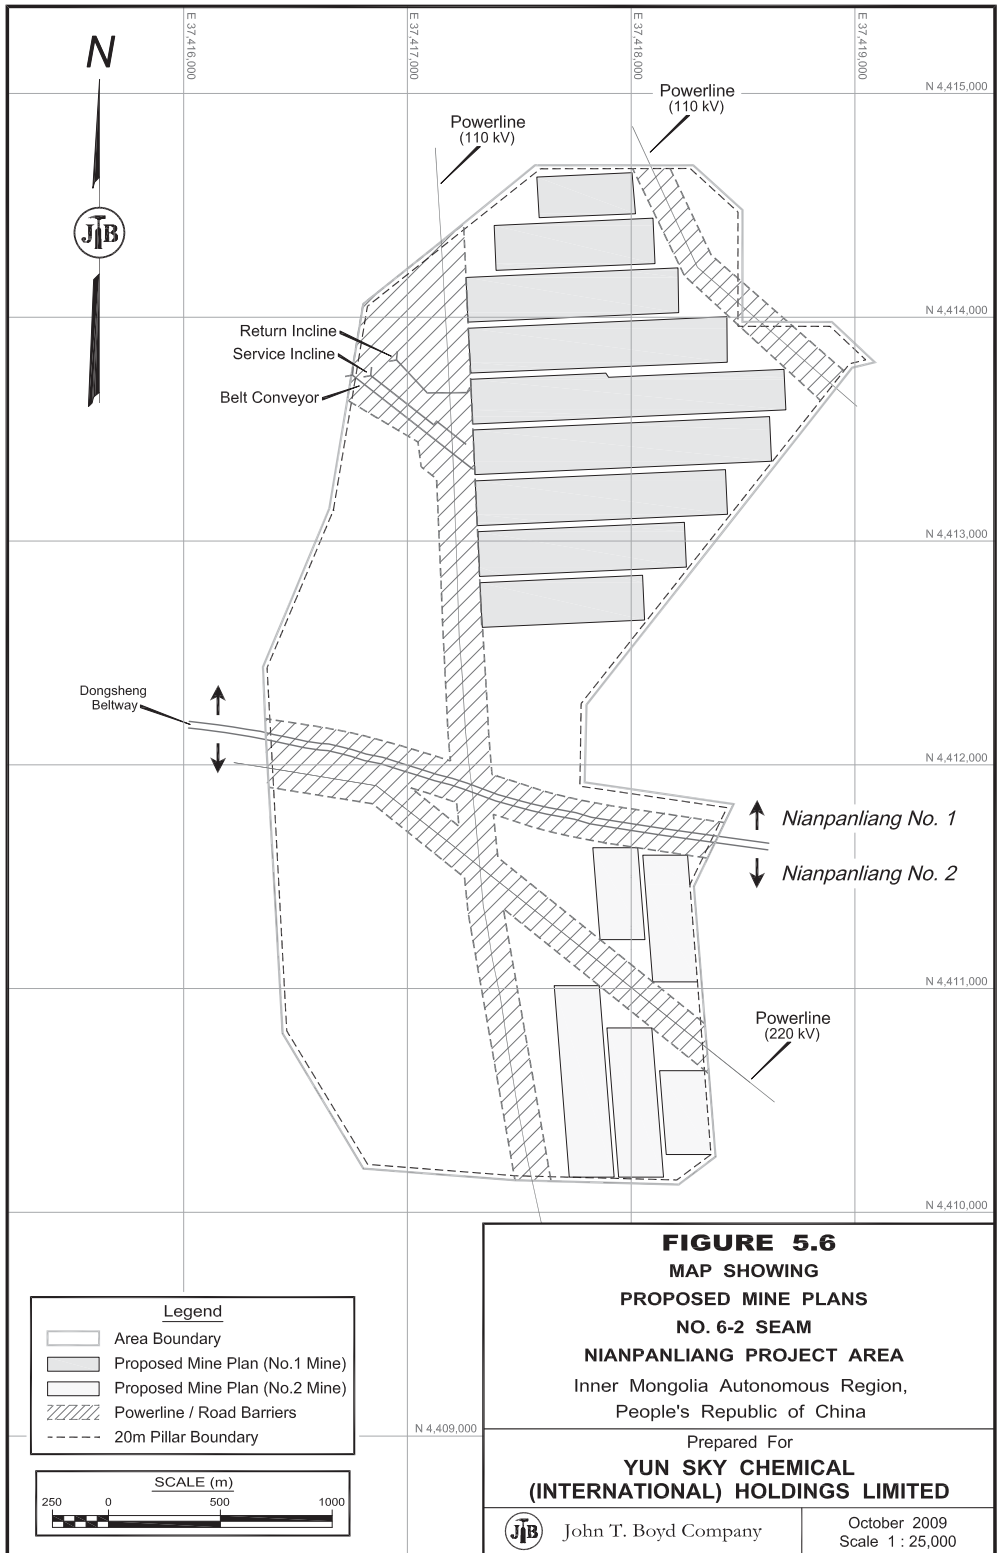 E 37,416,000
E 37,417,000
E 37,418,000
E 37,419,000
N
N 4,415,000
Powerline
(110 kV)
Powerline
(110 kV)
JTB
N 4,414,000
Return Incline
Service Incline
Belt Conveyor
N 4,413,000
Dongsheng
Beltway
N 4,412,000
Nianpanliang No. 1
Nianpanliang No. 2
N 4,411,000
Powerline
(220 kV)
N 4,410,000
N 4,409,000
Legend
Area Boundary
Proposed Mine Plan (No.1 Mine)
Proposed Mine Plan (No.2 Mine)
Powerline / Road Barriers
20m Pillar Boundary
SCALE (m)
250 0 500 1000
FIGURE 5.6
MAP SHOWING
PROPOSED MINE PLANS
NO. 6-2 SEAM
NIANPANLIANG PROJECT AREA
Inner Mongolia Autonomous Region,
People's Republic of China
Prepared For
YUN SKY CHEMICAL
(INTERNATIONAL) HOLDINGS LIMITED
JTB
John T. Boyd Company
October 2009
Scale 1 : 25,000